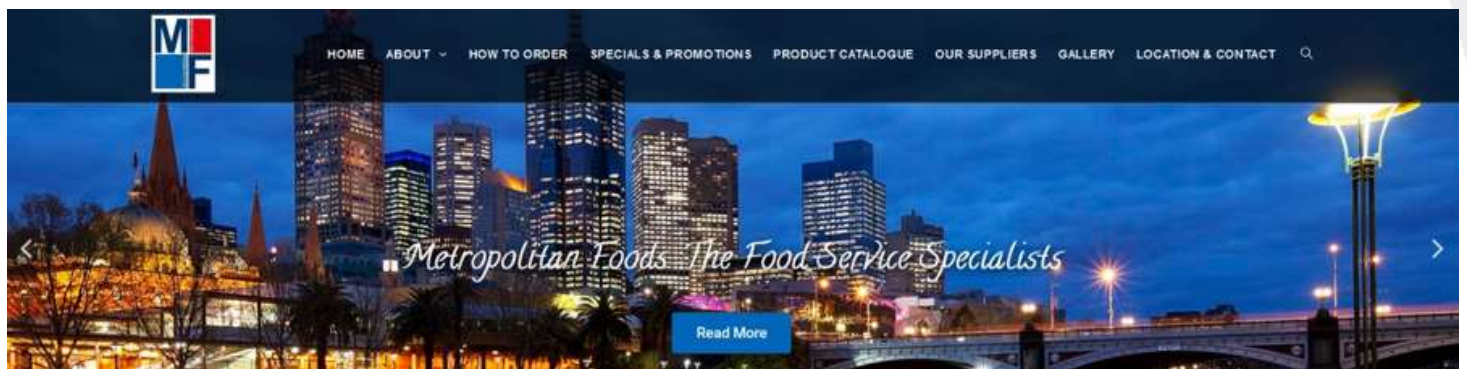 M
F
HOME ABOUT HOW TO ORDER SPECIALS & PROMOTIONS PRODUCT CATALOGUE OUR SUPPLIERS GALLERY LOCATION & CONTACT
Metropolitan Foods The Food Service Specialists
Read More